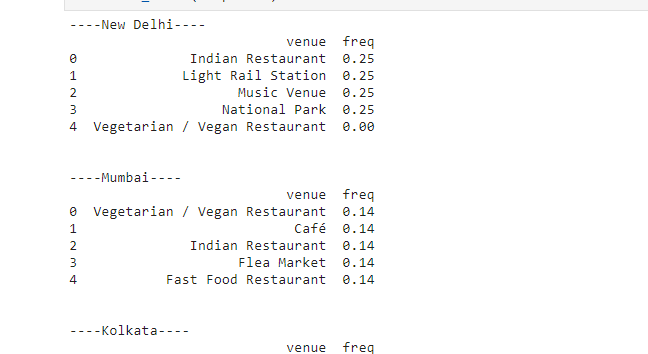 ----New Delhi----
venue freq
0 Indian Restaurant 0.25
1 Light Rail Station 0.25
2 Music Venue 0.25
3 National Park 0.25
4 Vegetarian / Vegan Restaurant 0.00
----Mumbai----
venue freq
0 Vegetarian / Vegan Restaurant 0.14
1 Café 0.14
2 Indian Restaurant 0.14
3 Flea Market 0.14
4 Fast Food Restaurant 0.14
----Kolkata----
venue freq